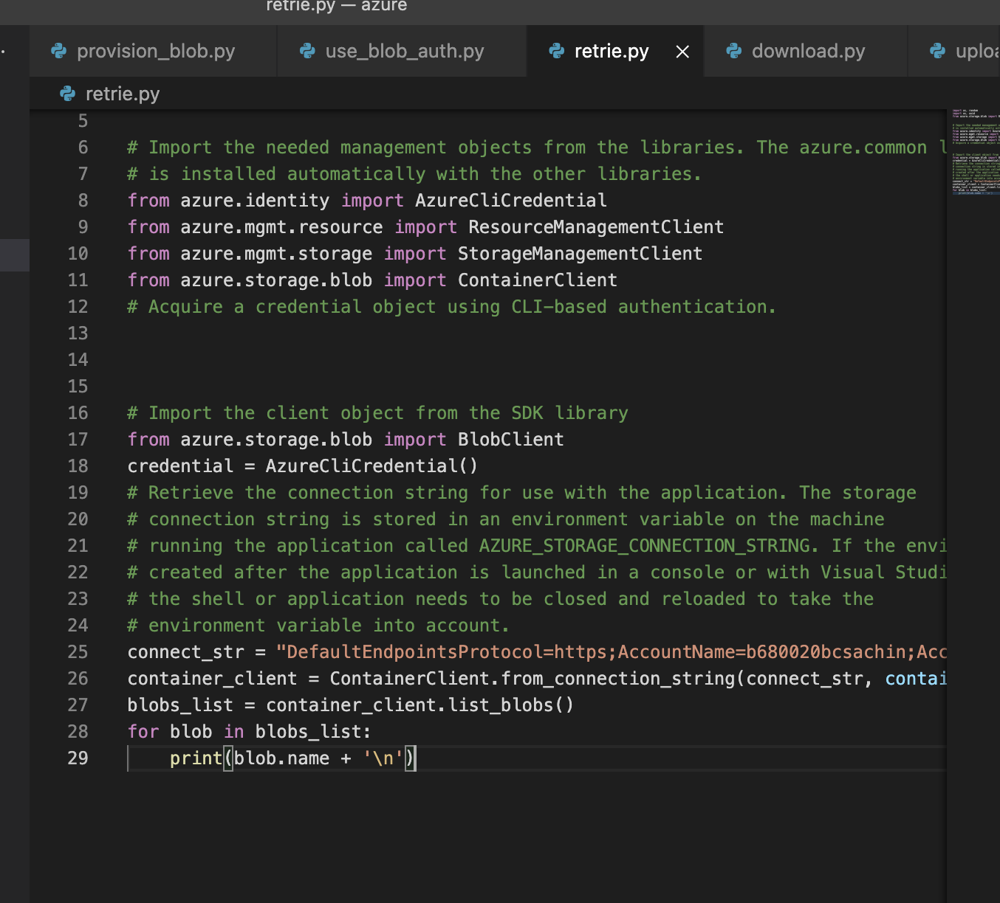 retrie.py — azure
provision_blob.py
use_blob_auth.py
retrie.py
download.py
retrie.py
5
6 # Import the needed management objects from the libraries. The azure.common
7 # is installed automatically with the other libraries.
8 from azure.identity import AzureCliCredential
9 from azure.mgmt.resource import ResourceManagementClient
10 from azure.mgmt.storage import StorageManagementClient
11 from azure.storage.blob import ContainerClient
12 # Acquire a credential object using CLI-based authentication.
13
14
15
16 # Import the client object from the SDK library
17 from azure.storage.blob import BlobClient
18 credential = AzureCliCredential()
19 # Retrieve the connection string for use with the application. The storage
20 # connection string is stored in an environment variable on the machine
21 # running the application called AZURE_STORAGE_CONNECTION_STRING. If the envi
22 # created after the application is launched in a console or with Visual Studi
23 # the shell or application needs to be closed and reloaded to take the
24 # environment variable into account.
25 connect_str = "DefaultEndpointsProtocol=https;AccountName=b680020bcsachin;Acc
26 container_client = ContainerClient.from_connection_string(connect_str, contai
27 blobs_list = container_client.list_blobs()
28 for blob in blobs_list:
29     print(blob.name + '\n')